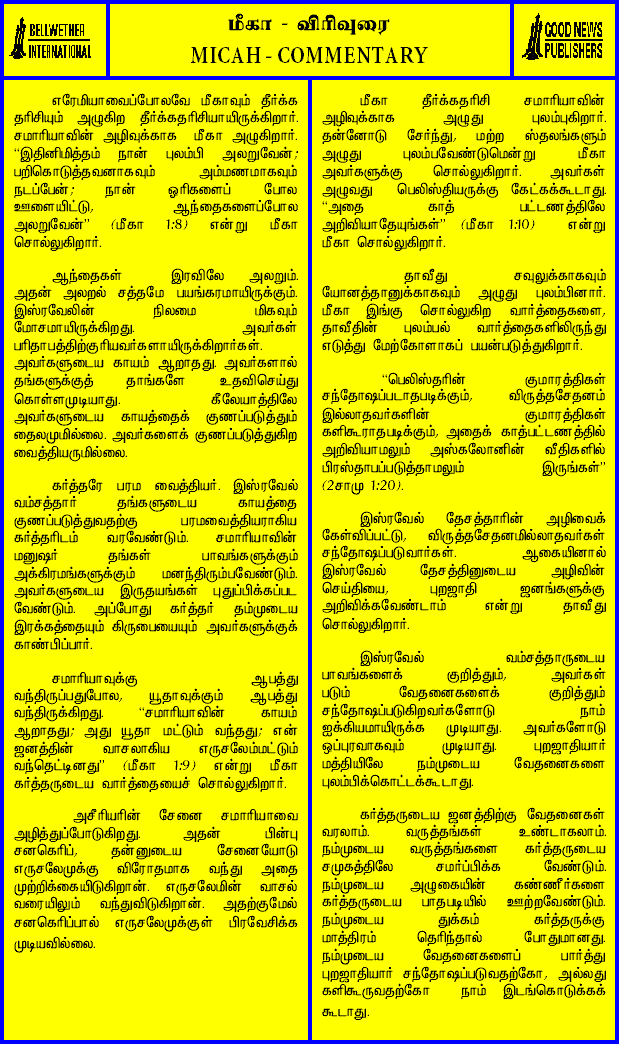 BELLWETHER
INTERNATIONAL
மீகா - விரிவுரை
MICAH - COMMENTARY
GOOD NEWS
PUBLISHERS
எரேமியாவைப்போலவே மீகாவும் தீர்க்க
தரிசியும் அழுகிற தீர்க்கதரிசியாயிருக்கிறார்.
சமாரியாவின் அழிவுக்காக மீகா அழுகிறார்.
“இதினிமித்தம் நான் புலம்பி அலறுவேன்;
பறிகொடுத்தவனாகவும் அம்மணமாகவும்
நடப்பேன்; நான் ஓரிகளைப் போல
ஊளையிட்டு, ஆந்தைகளைப்போல
அலறுவேன்” (மீகா 1:8) என்று மீகா
சொல்லுகிறார்.
ஆந்தைகள் இரவிலே அலறும்.
அதன் அலறல் சத்தமே பயங்கரமாயிருக்கும்.
இஸ்ரவேலின் நிலமை மிகவும்
மோசமாயிருக்கிறது. அவர்கள்
பரிதாபத்திற்குரியவர்களாயிருக்கிறார்கள்.
அவர்களுடைய காயம் ஆறாதது. அவர்களால்
தங்களுக்குத் தாங்களே உதவிசெய்து
கொள்ளமுடியாது. கீலேயாத்திலே
அவர்களுடைய காயத்தைக் குணப்படுத்தும்
தைலமுமில்லை. அவர்களைக் குணப்படுத்துகிற
வைத்தியருமில்லை.
கர்த்தரே பரம வைத்தியர். இஸ்ரவேல்
வம்சத்தார் தங்களுடைய காயத்தை
குணப்படுத்துவதற்கு பரமவைத்தியராகிய
கர்த்தரிடம் வரவேண்டும். சமாரியாவின்
மனுஷர் தங்கள் பாவங்களுக்கும்
அக்கிரமங்களுக்கும் மனந்திரும்பவேண்டும்.
அவர்களுடைய இருதயங்கள் புதுப்பிக்கப்பட
வேண்டும். அப்போது கர்த்தர் தம்முடைய
இரக்கத்தையும் கிருபையையும் அவர்களுக்குக்
காண்பிப்பார்.
சமாரியாவுக்கு ஆபத்து
வந்திருப்பதுபோல, யூதாவுக்கும் ஆபத்து
வந்திருக்கிறது. “சமாரியாவின் காயம்
ஆறாதது; அது யூதா மட்டும் வந்தது; என்
ஜனத்தின் வாசலாகிய எருசலேம்மட்டும்
வந்தெட்டினது” (மீகா 1:9) என்று மீகா
கர்த்தருடைய வார்த்தையைச் சொல்லுகிறார்.
அசீரியரின் சேனை சமாரியாவை
அழித்துப்போடுகிறது. அதன் பின்பு
சனகெரிப், தன்னுடைய சேனையோடு
எருசலேமுக்கு விரோதமாக வந்து அதை
முற்றிக்கையிடுகிறான். எருசலேமின் வாசல்
வரையிலும் வந்துவிடுகிறான். அதற்குமேல்
சனகெரிப்பால் எருசலேமுக்குள் பிரவேசிக்க
முடியவில்லை.
மீகா தீர்க்கதரிசி சமாரியாவின்
அழிவுக்காக அழுது புலம்புகிறார்.
தன்னோடு சேர்ந்து, மற்ற ஸ்தலங்களும்
அழுது புலம்பவேண்டுமென்று மீகா
அவர்களுக்கு சொல்லுகிறார். அவர்கள்
அழுவது பெலிஸ்தியருக்கு கேட்கக்கூடாது.
“அதை காத் பட்டணத்திலே
அறிவியாதேயுங்கள்” (மீகா 1:10) என்று
மீகா சொல்லுகிறார்.
தாவீது சவுலுக்காகவும்
யோனத்தானுக்காகவும் அழுது புலம்பினார்.
மீகா இங்கு சொல்லுகிற வார்த்தைகளை,
தாவீதின் புலம்பல் வார்த்தைகளிலிருந்து
எடுத்து மேற்கோளாகப் பயன்படுத்துகிறார்.
“பெலிஸ்தரின் குமாரத்திகள்
சந்தோஷப்படாதபடிக்கும், விருத்தசேதனம்
இல்லாதவர்களின் குமாரத்திகள்
களிகூராதபடிக்கும், அதைக் காத்பட்டணத்தில்
அறிவியாமலும் அஸ்கலோனின் வீதிகளில்
பிரஸ்தாபப்படுத்தாமலும் இருங்கள்”
(2சாமு 1:20).
இஸ்ரவேல் தேசத்தாரின் அழிவைக்
கேள்விப்பட்டு, விருத்தசேதனமில்லாதவர்கள்
சந்தோஷப்படுவார்கள். ஆகையினால்
இஸ்ரவேல் தேசத்தினுடைய அழிவின்
செய்தியை, புறஜாதி ஜனங்களுக்கு
அறிவிக்கவேண்டாம் என்று தாவீது
சொல்லுகிறார்.
இஸ்ரவேல் வம்சத்தாருடைய
பாவங்களைக் குறித்தும், அவர்கள்
படும் வேதனைகளைக் குறித்தும்
சந்தோஷப்படுகிறவர்களோடு நாம்
ஐக்கியமாயிருக்க முடியாது. அவர்களோடு
ஒப்புரவாகவும் முடியாது. புறஜாதியார்
மத்தியிலே நம்முடைய வேதனைகளை
புலம்பிக்கொட்டக்கூடாது.
கர்த்தருடைய ஜனத்திற்கு வேதனைகள்
வரலாம். வருத்தங்கள் உண்டாகலாம்.
நம்முடைய வருத்தங்களை கர்த்தருடைய
சமுகத்திலே சமர்ப்பிக்க வேண்டும்.
நம்முடைய அழுகையின் கண்ணீர்களை
கர்த்தருடைய பாதபடியில் ஊற்றவேண்டும்.
நம்முடைய துக்கம் கர்த்தருக்கு
மாத்திரம் தெரிந்தால் போதுமானது.
நம்முடைய வேதனைகளைப் பார்த்து
புறஜாதியார் சந்தோஷப்படுவதற்கோ, அல்லது
களிகூருவதற்கோ நாம் இடங்கொடுக்கக்
கூடாது.